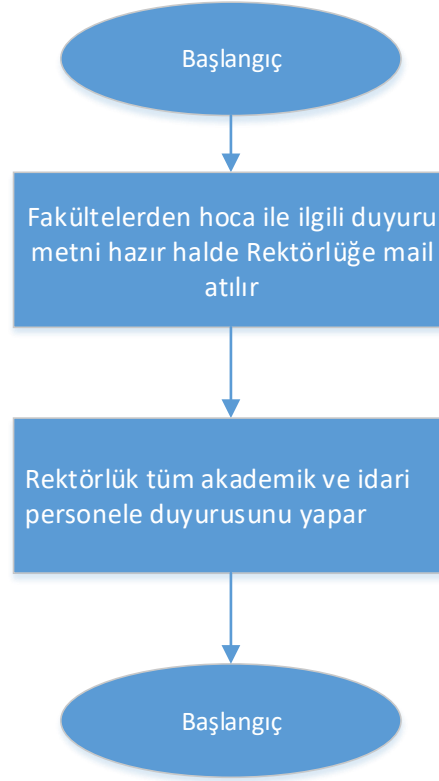 Başlangıç
Fakültelerden hoca ile ilgili duyuru
metni hazır halde Rektörlüğe mail
atılır
Rektörlük tüm akademik ve idari
personele duyurusunu yapar
Başlangıç